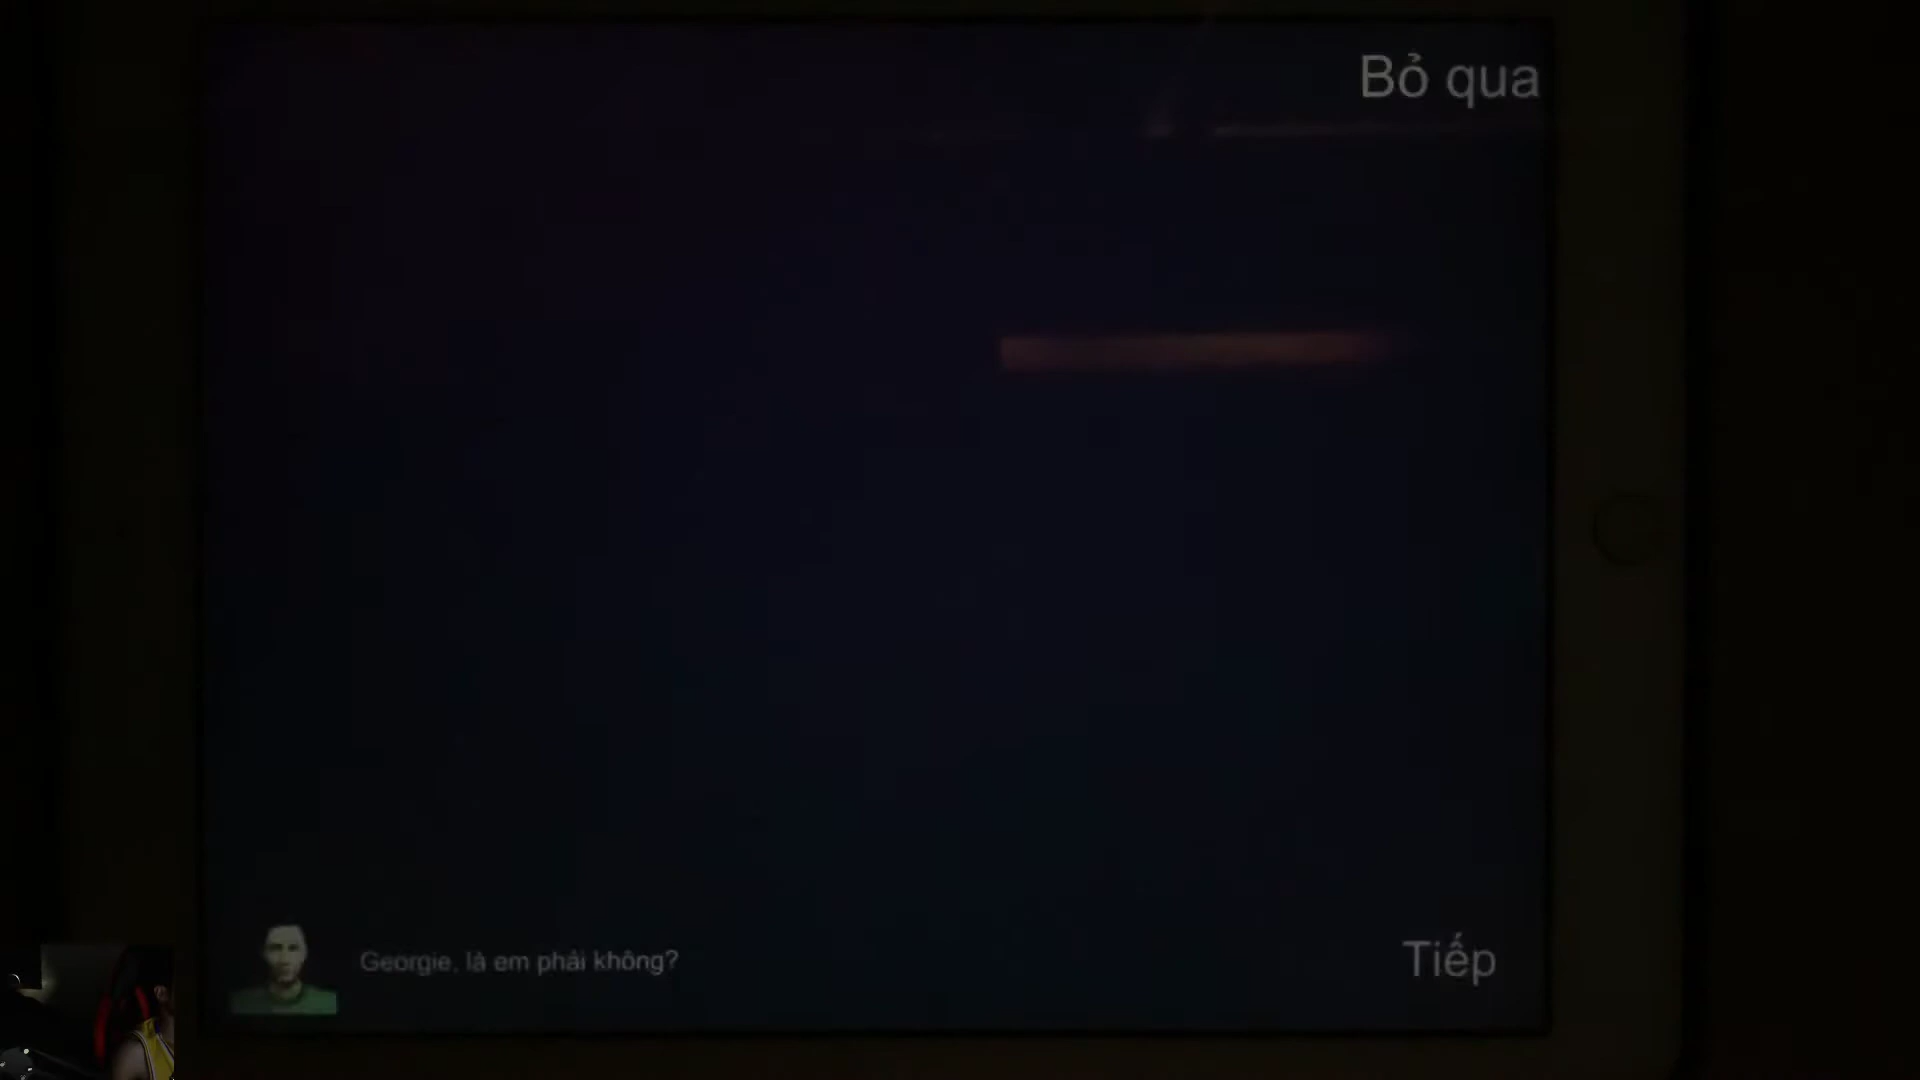 Bỏ qua
Georgie, là em phải không?
Tiếp